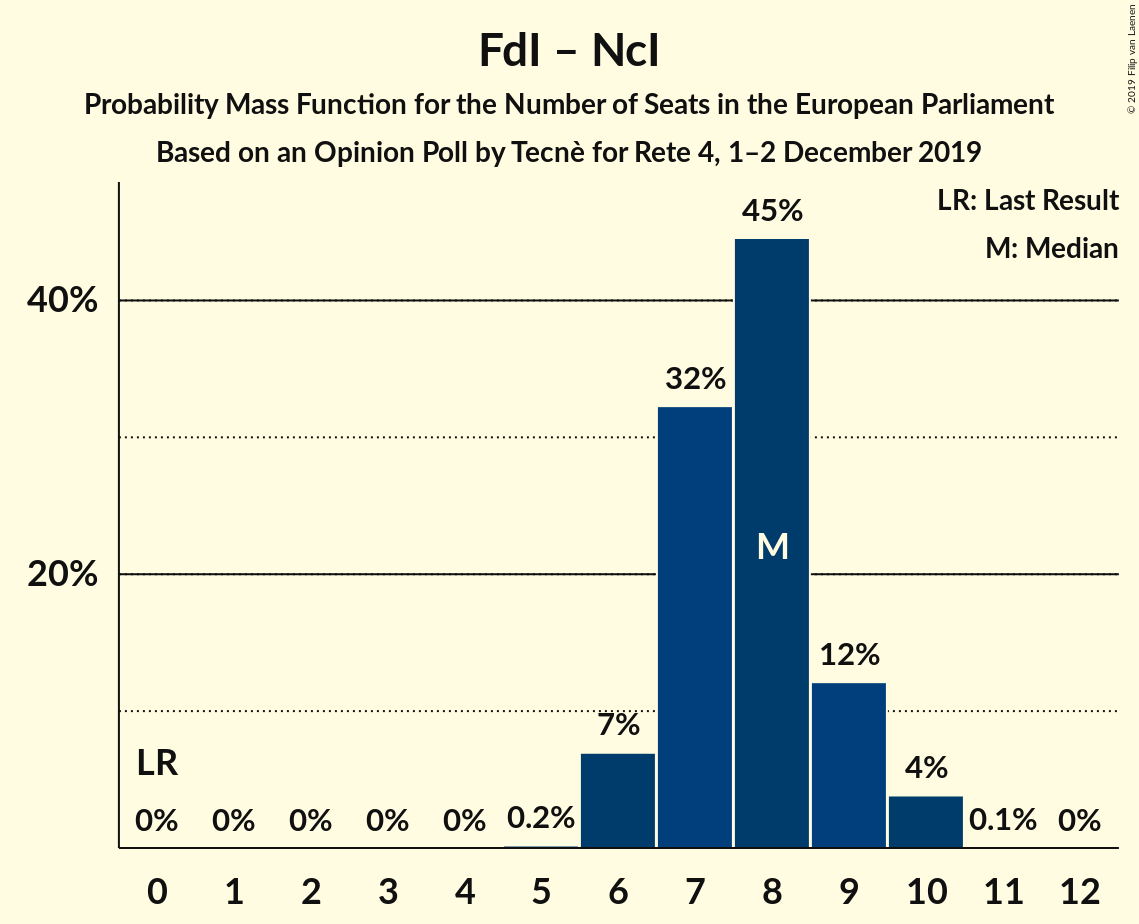 FdI – NcI
Probability Mass Function for the Number of Seats in the European Parliament
Based on an Opinion Poll by Tecnè for Rete 4, 1–2 December 2019
© 2019 Filip van Laenen
LR: Last Result
M: Median
45%
40%
32%
M
20%
12%
7%
LR
4%
0% 0% 0% 0% 0% 0.2% 0.1% 0%
0 1 2 3 4 5 6 7 8 9 10 11 12